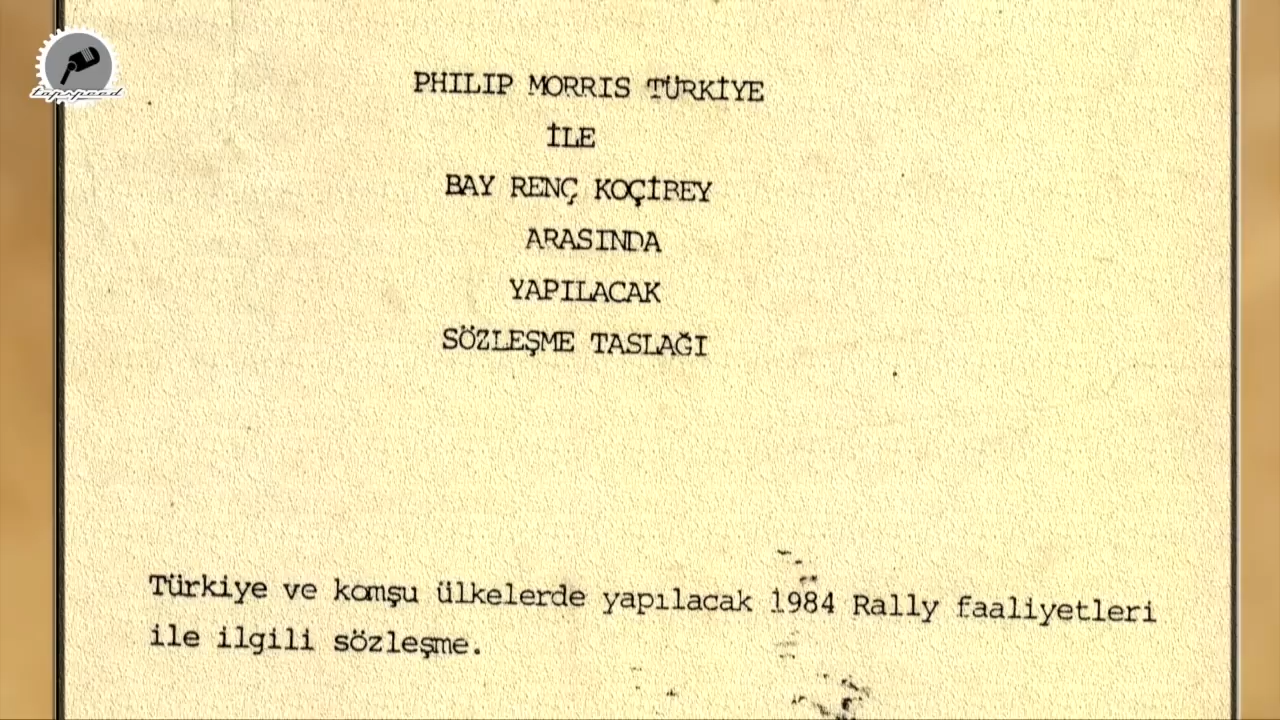 topspeed
PHILIP MORRIS TÜRKİYE
İLE
BAY RENÇ KOÇİBEY
ARASINDA
YAPILACAK
SÖZLEŞME TASLAĞI
Türkiye ve komşu ülkelerde yapılacak 1984 Rally faaliyetleri
ile ilgili sözleşme.